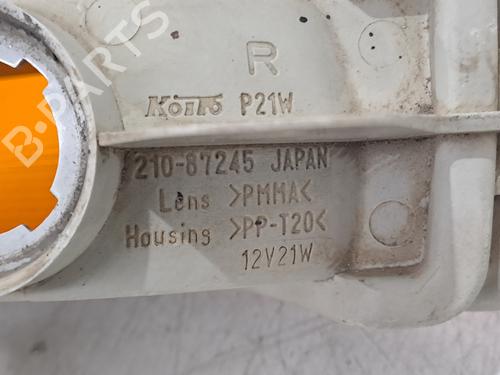 R
KOITO P21W
210-87245 JAPAN
Lens >PMMA<
Housing >PP-T20<
12V21W
B-PARTS